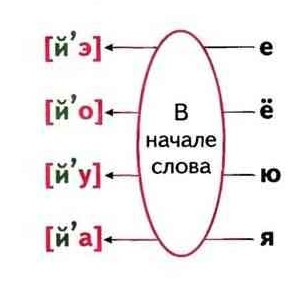 [й’э] е
[й’о] В ё
начале
[й’у] слова ю
[й’а] я